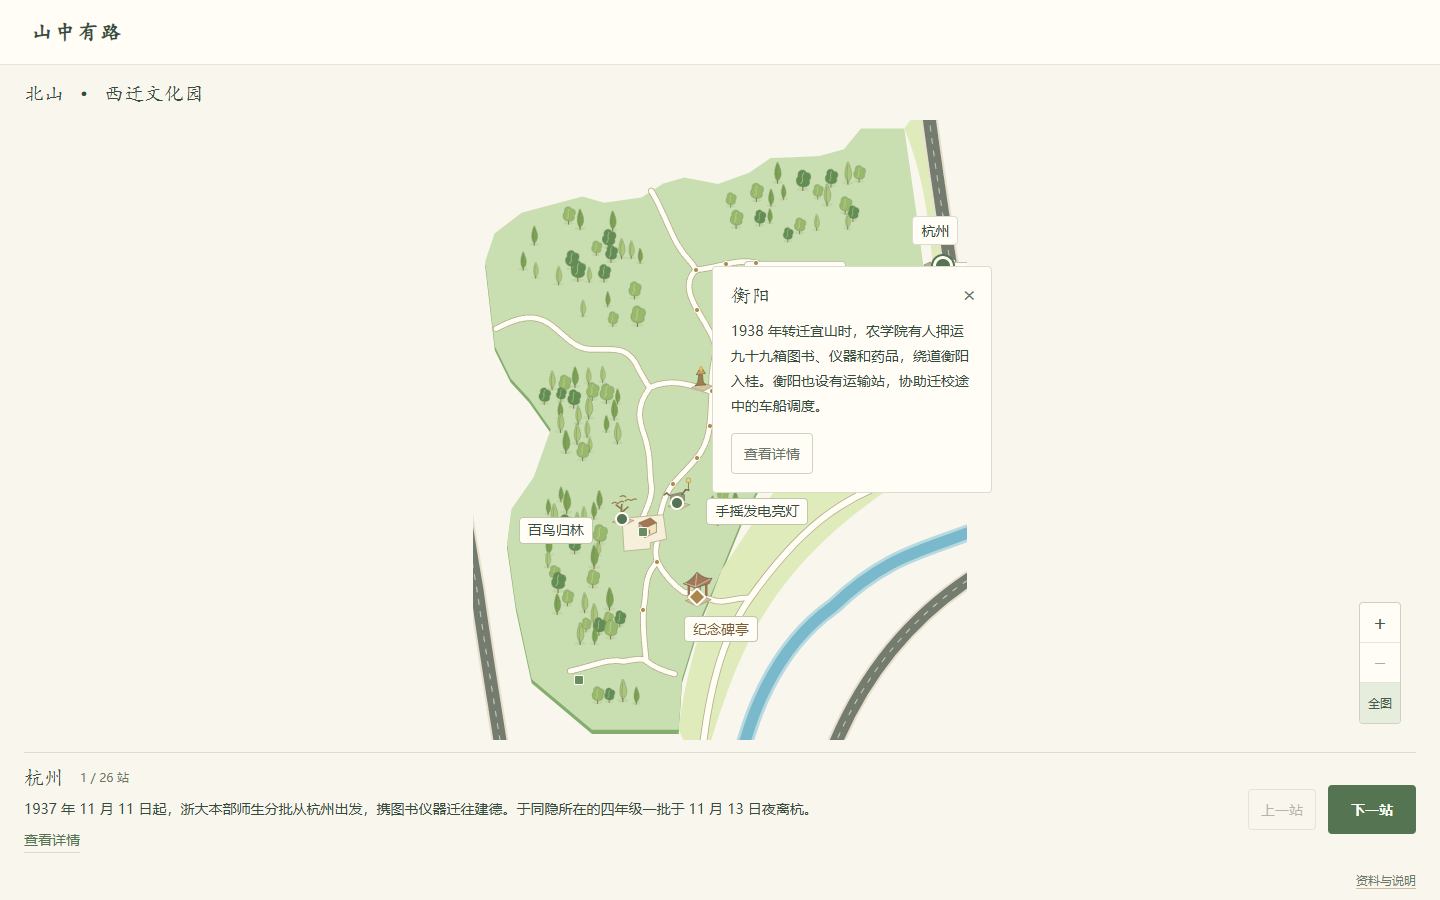 山中有路
北山 • 西迁文化园
杭州
衡阳
×
1938 年转迁宜山时，农学院有人押运
九十九箱图书、仪器和药品，绕道衡阳
入桂。衡阳也设有运输站，协助迁校途
中的车船调度。
查看详情
手摇发电亮灯
百鸟归林
纪念碑亭
+
−
全图
杭州 1 / 26 站
1937 年 11 月 11 日起，浙大本部师生分批从杭州出发，携图书仪器迁往建德。于同隐所在的四年级一批于 11 月 13 日夜离杭。
查看详情
上一站
下一站
资料与说明